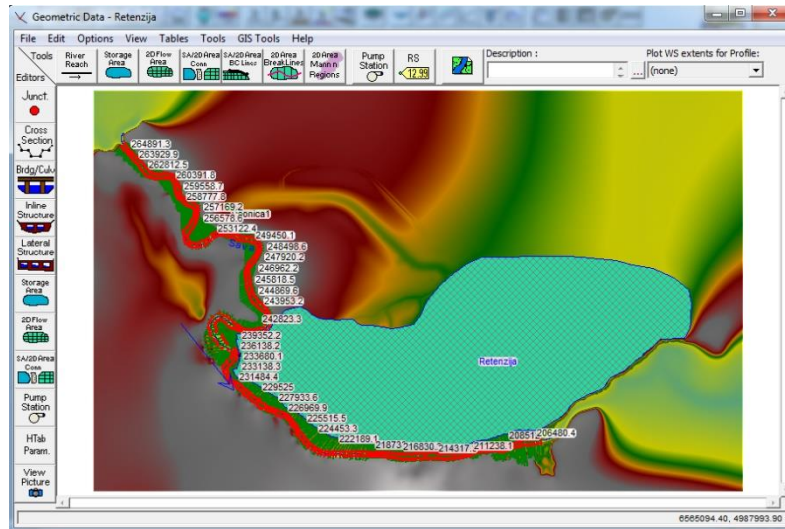 Geometric Data - Retenzija
File Edit Options View Tables Tools GIS Tools Help
Tools
Editors
River
Reach
Storage
Area
2D Flow
Area
SA/2D Area
Conn
SA/2D Area
BC Lines
2D Area
BreakLines
2D Area
Mann n
Regions
Pump
Station
RS
12.99
Description :
...
Plot WS extents for Profile:
(none)
Junct.
Cross
Section
Brdg/Culv
Inline
Structure
Lateral
Structure
Storage
Area
2D Flow
Area
SA/2D Area
Conn
Pump
Station
HTab
Param.
View
Picture
264891.3
263929.9
262812.5
260391.8
259558.7
258777.8
257169.2
256578.6
253122.4
Sava
249450.1
248498.6
247920.2
246962.2
245818.5
244869.6
243953.2
242823.3
239352.2
236138.2
233680.1
233138.3
231484.4
229525
227933.6
226969.9
225515.5
224453.3
222189.1
211238.1
206480.4
Retenzija
6565094.40, 4987993.90